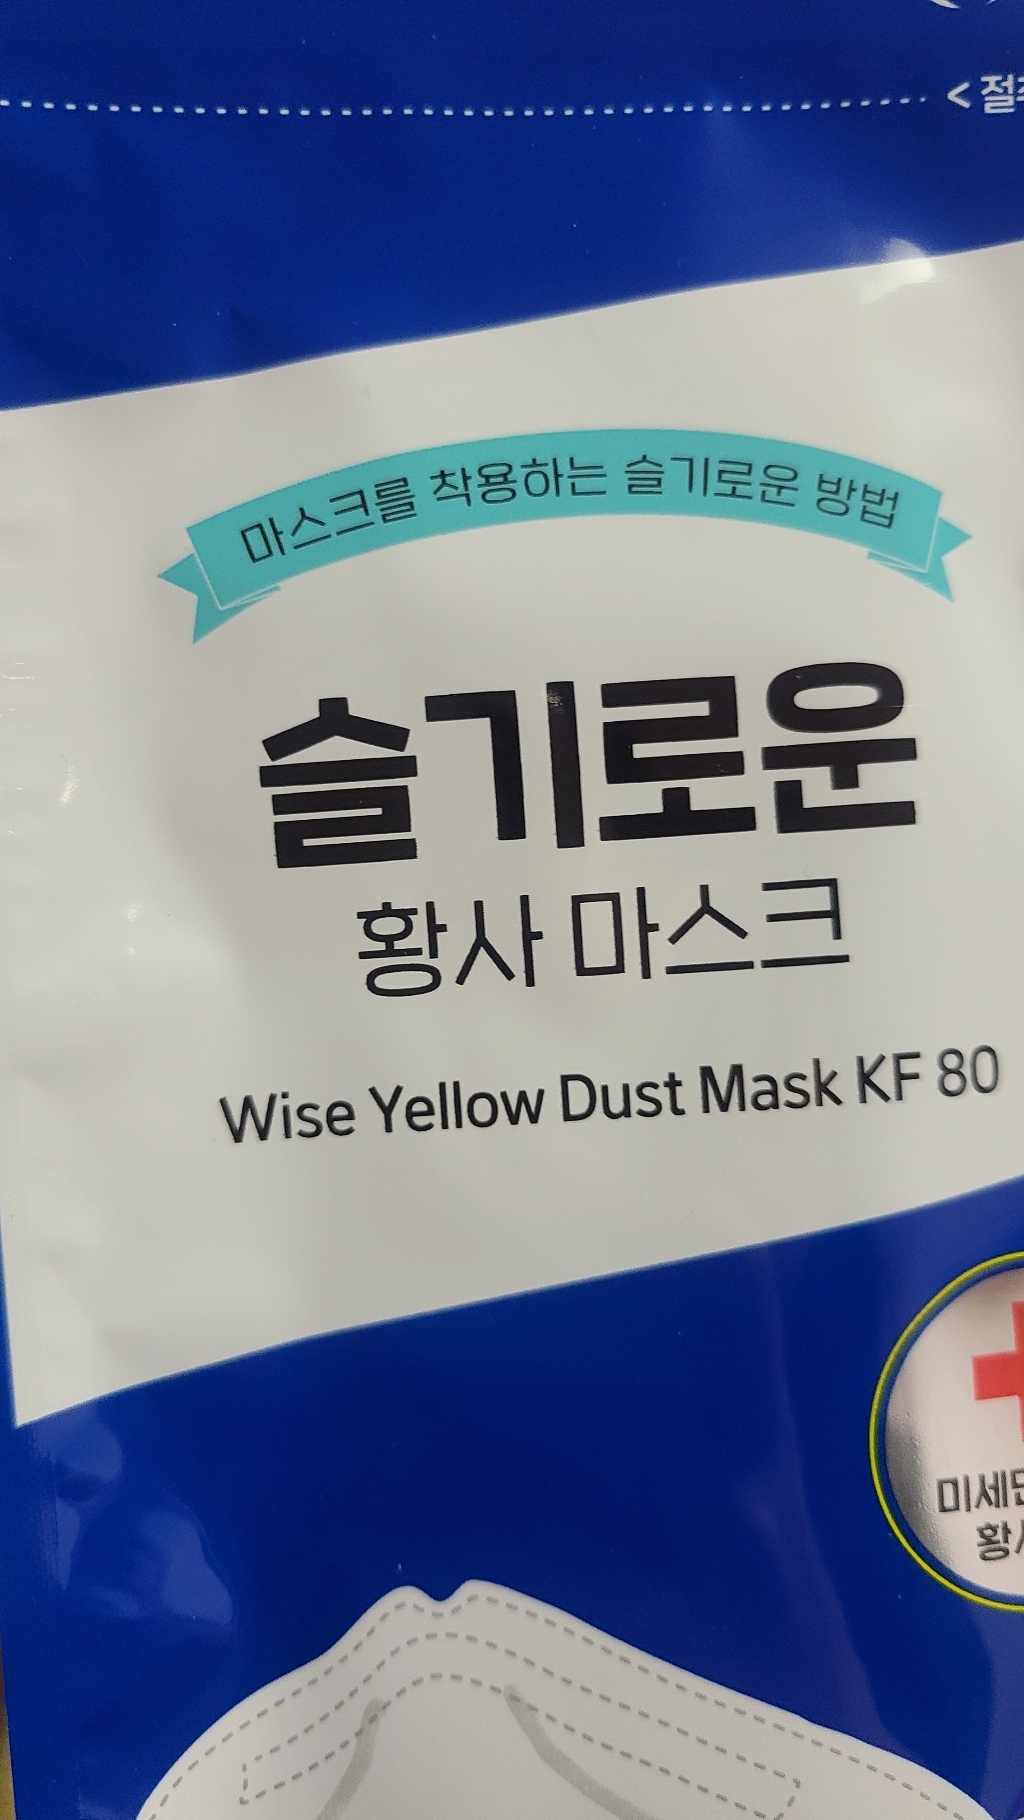 <
마스크를 착용하는 슬기로운 방법
슬기로운
황사 마스크
Wise Yellow Dust Mask KF 80